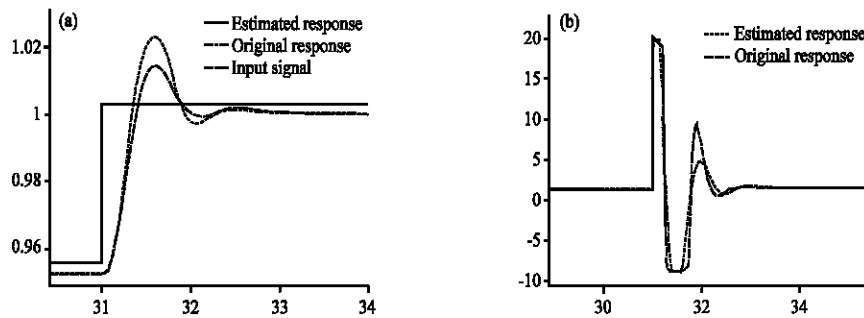 (a)
Estimated response
Original response
Input signal
1.02
1
0.98
0.96
31
32
33
34
(b)
Estimated response
Original response
20
15
10
5
0
-5
-10
30
32
34